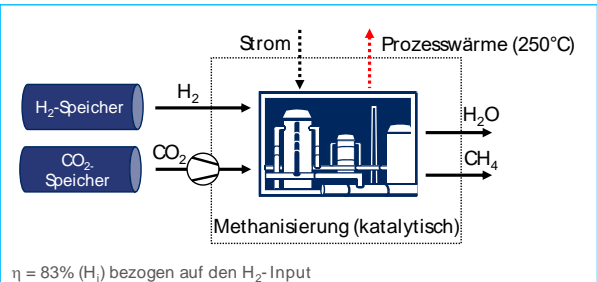 Strom
Prozesswärme (250°C)
H₂-Speicher
H₂
H₂O
CO₂-
Speicher
CO₂
CH₄
Methanisierung (katalytisch)
η = 83% (Hᵢ) bezogen auf den H₂-Input